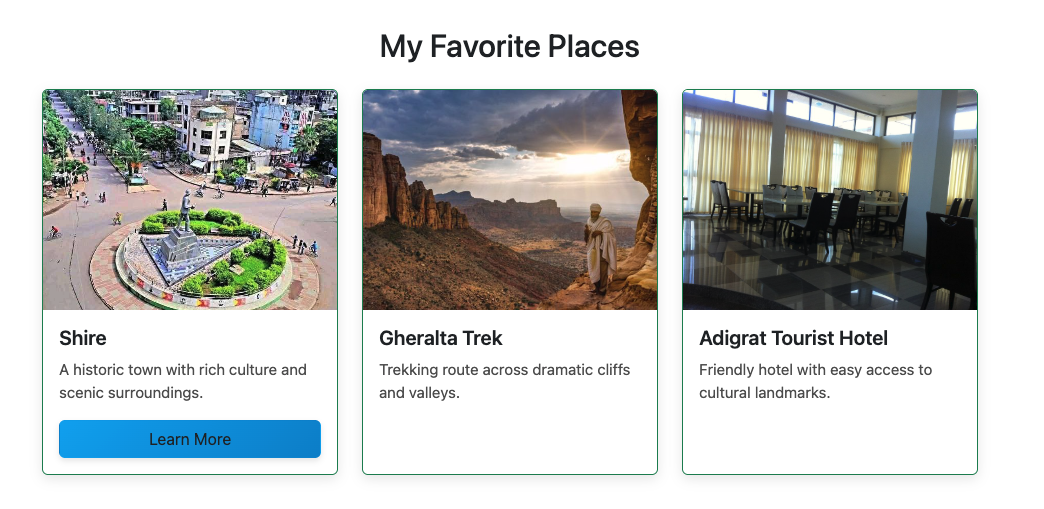 My Favorite Places
Shire
A historic town with rich culture and
scenic surroundings.
Learn More
Gheralta Trek
Trekking route across dramatic cliffs
and valleys.
Adigrat Tourist Hotel
Friendly hotel with easy access to
cultural landmarks.